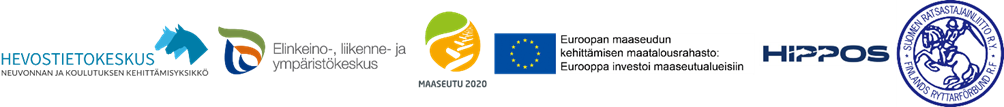 HEVOSTIETOKESKUS
NEUVONNAN JA KOULUTUKSEN KEHITTÄMISYKSIKKÖ
Elinkeino-, liikenne- ja
ympäristökeskus
MAASEUTU 2020
Euroopan maaseudun
kehittämisen maatalousrahasto:
Eurooppa investoi maaseutualueisiin
HIPPOS
SUOMEN RATSASTAJAINLIITTO R.Y.
FINLANDS RYTTARFÖRBUND R.F.